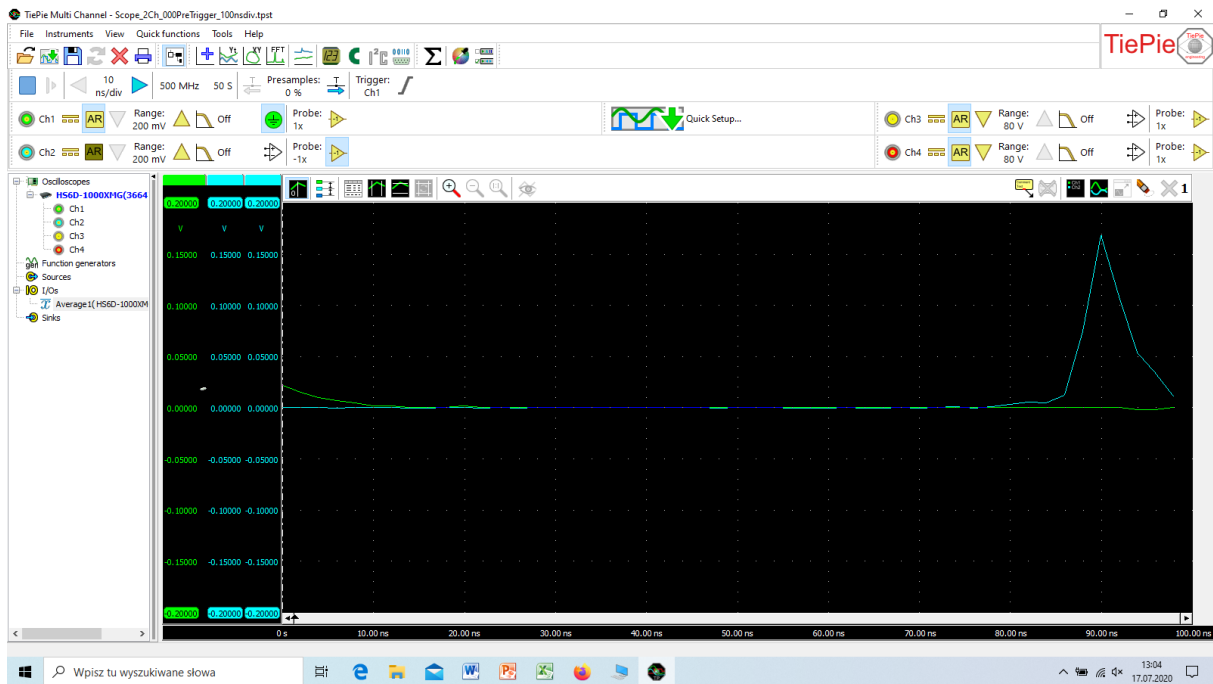 TiePie Multi Channel - Scope_2Ch_000PreTrigger_100nsdiv.tpst
File Instruments View Quick functions Tools Help
TiePie
10
ns/div
500 MHz 50 S
Presamples:
0 %
Trigger:
Ch1
Ch1 AR Range:
200 mV
Off
Probe:
1x
Quick Setup...
Ch3 AR Range:
80 V
Off
Probe:
1x
Ch2 AR Range:
200 mV
Off
Probe:
-1x
Ch4 AR Range:
80 V
Off
Probe:
1x
Oscilloscopes
HS6D-1000XMG(3664
Ch1
Ch2
Ch3
Ch4
Function generators
Sources
I/Os
Average1( HS6D-1000XM
Sinks
1
0.20000 0.20000 0.20000
V V V
0.15000 0.15000 0.15000
0.10000 0.10000 0.10000
0.05000 0.05000 0.05000
0.00000 0.00000 0.00000
-0.05000 -0.05000 -0.05000
-0.10000 -0.10000 -0.10000
-0.15000 -0.15000 -0.15000
-0.20000 -0.20000 -0.20000
0 s 10.00 ns 20.00 ns 30.00 ns 40.00 ns 50.00 ns 60.00 ns 70.00 ns 80.00 ns 90.00 ns 100.00 ns
Wpisz tu wyszukiwane słowa
13:04
17.07.2020